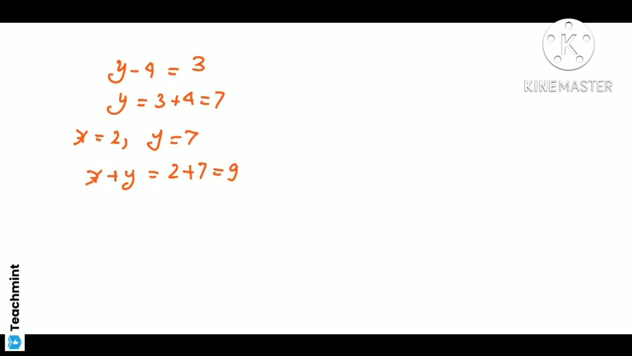 y - 4 = 3
y = 3 + 4 = 7
x = 2, y = 7
x + y = 2 + 7 = 9
KINEMASTER
Teachmint